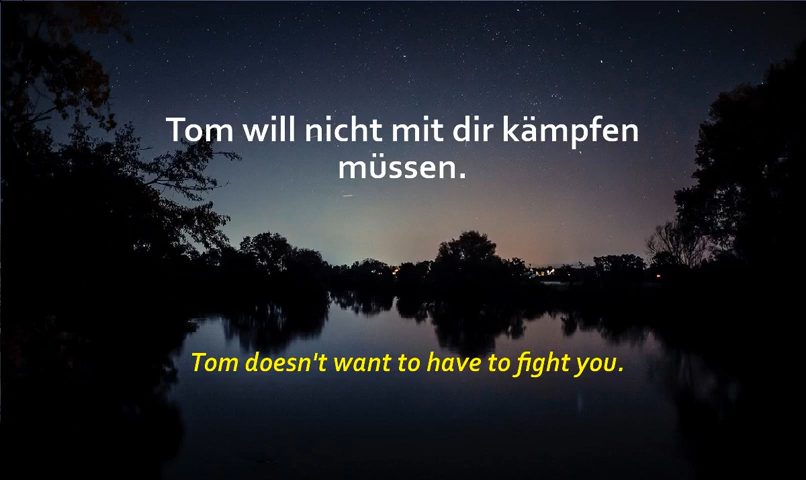 Tom will nicht mit dir kämpfen
müssen.
Tom doesn't want to have to fight you.